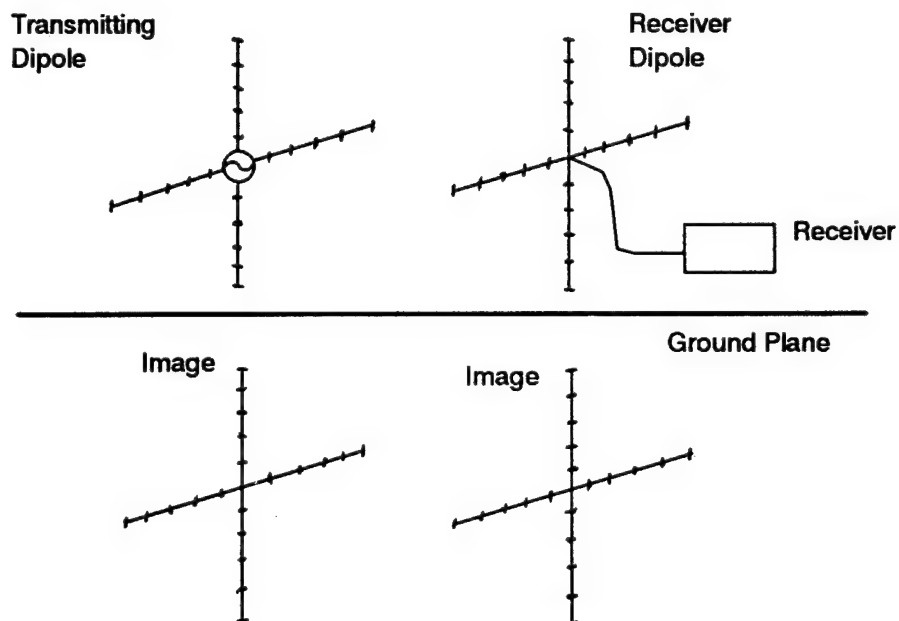 Transmitting
Dipole
Receiver
Dipole
Receiver
Ground Plane
Image
Image